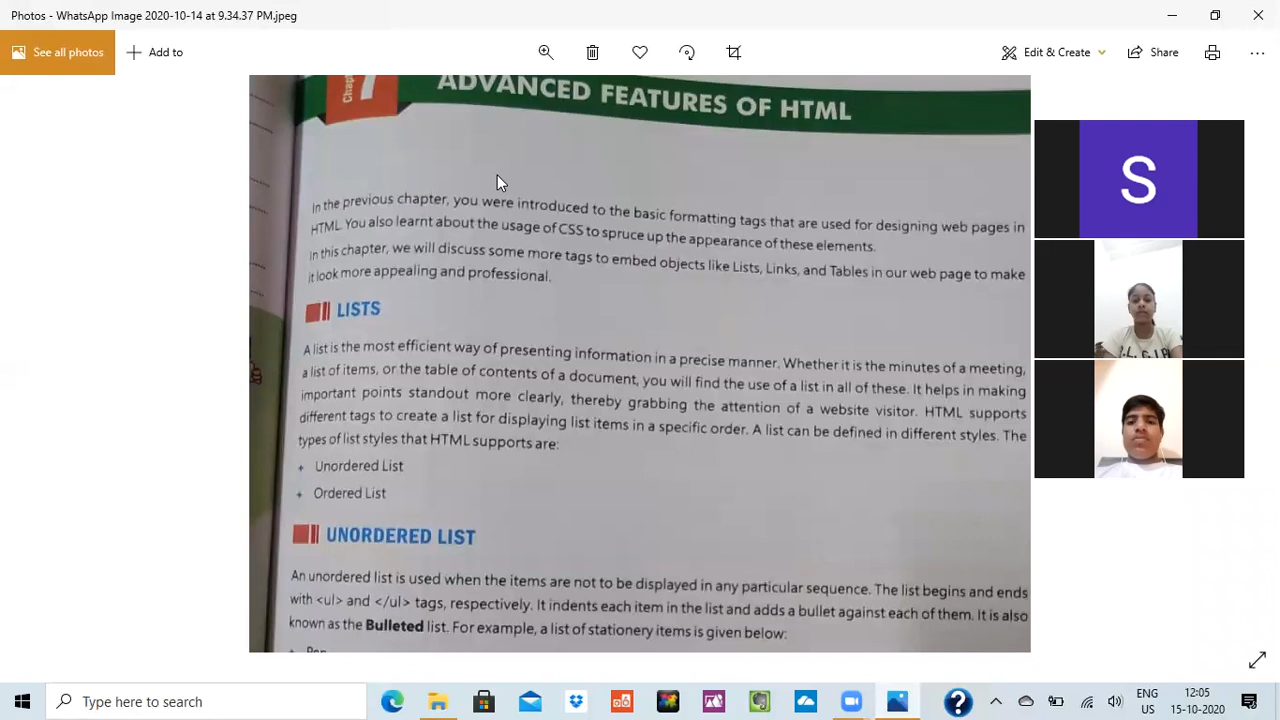 Photos - WhatsApp Image 2020-10-14 at 9.34.37 PM.jpeg
See all photos
Add to
Edit & Create
Share
7
ADVANCED FEATURES OF HTML
In the previous chapter, you were introduced to the basic formatting tags that are used for designing web pages in
HTML. You also learnt about the usage of CSS to spruce up the appearance of these elements.
In this chapter, we will discuss some more tags to embed objects like Lists, Links, and Tables in our web page to make
it look more appealing and professional.
LISTS
A list is the most efficient way of presenting information in a precise manner. Whether it is the minutes of a meeting,
a list of items, or the table of contents of a document, you will find the use of a list in all of these. It helps in making
important points standout more clearly, thereby grabbing the attention of a website visitor. HTML supports
different tags to create a list for displaying list items in a specific order. A list can be defined in different styles. The
types of list styles that HTML supports are:
+ Unordered List
+ Ordered List
UNORDERED LIST
An unordered list is used when the items are not to be displayed in any particular sequence. The list begins and ends
with <ul> and </ul> tags, respectively. It indents each item in the list and adds a bullet against each of them. It is also
known as the Bulleted list. For example, a list of stationery items is given below:
S
Type here to search
ENG
US
12:05
15-10-2020